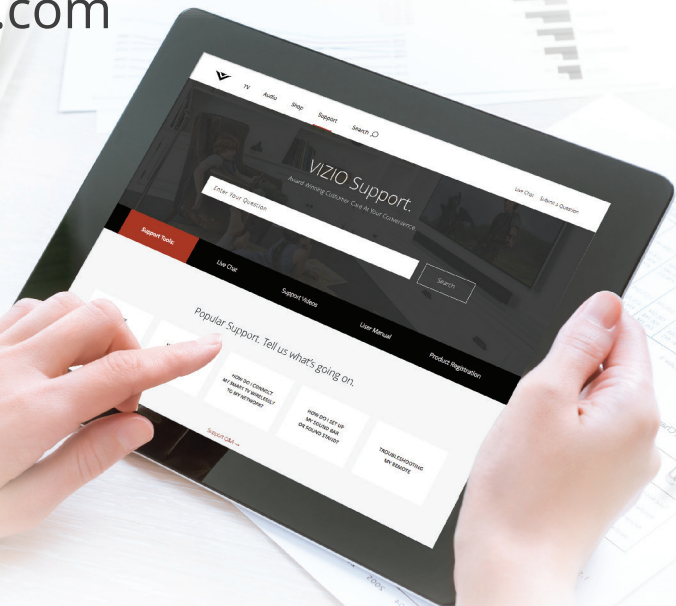 .com
TV
Audio
Shop
Support
Search
Live Chat
Submit a Question
VIZIO Support.
Award-Winning Customer Care At Your Convenience.
Enter Your Question
Search
Support Tools:
Live Chat
Support Videos
User Manual
Product Registration
Popular Support. Tell us what's going on.
HOW DO I CONNECT
MY SMART TV WIRELESSLY
TO MY NETWORK?
HOW DO I SET UP
MY SOUND BAR
OR SOUND STAND?
TROUBLESHOOTING
MY REMOTE
Support Q&A →